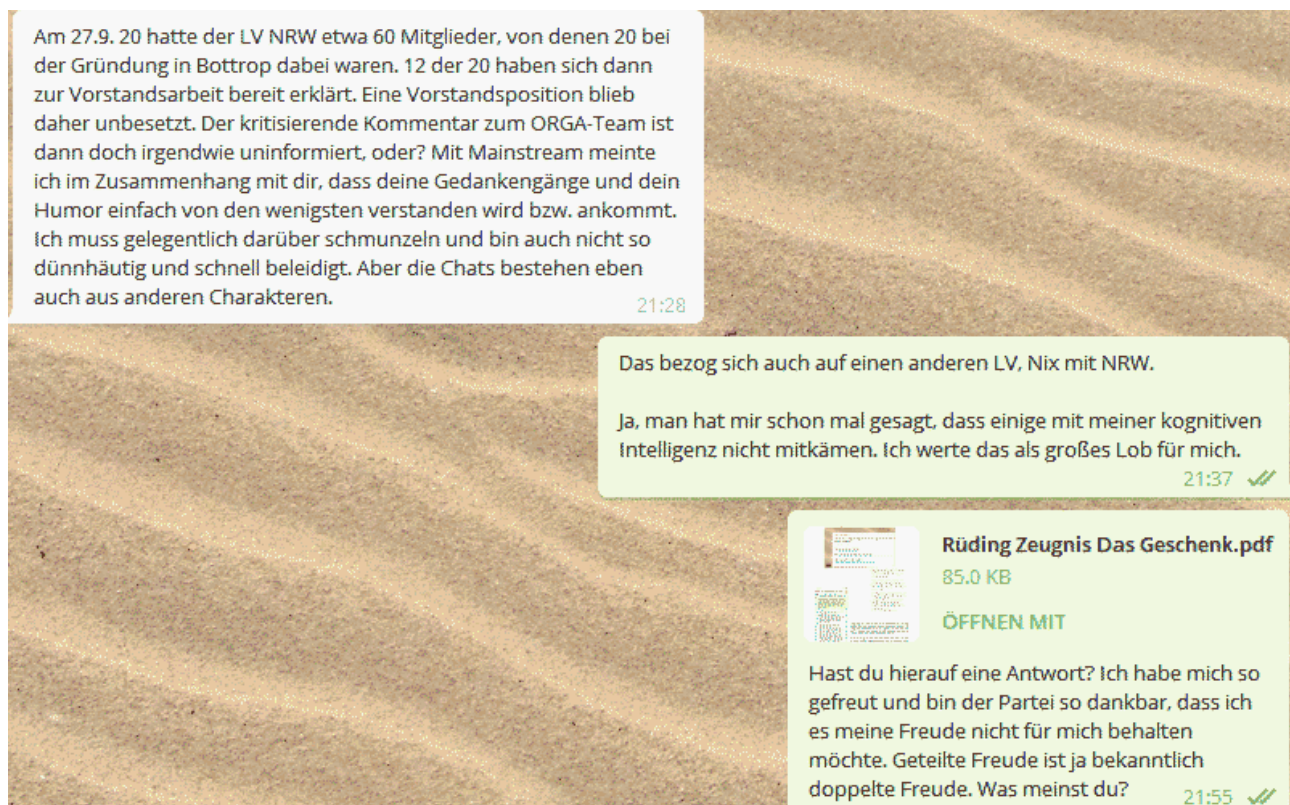 Am 27.9. 20 hatte der LV NRW etwa 60 Mitglieder, von denen 20 bei
der Gründung in Bottrop dabei waren. 12 der 20 haben sich dann
zur Vorstandsarbeit bereit erklärt. Eine Vorstandsposition blieb
daher unbesetzt. Der kritisierende Kommentar zum ORGA-Team ist
dann doch irgendwie uninformiert, oder? Mit Mainstream meinte
ich im Zusammenhang mit dir, dass deine Gedankengänge und dein
Humor einfach von den wenigsten verstanden wird bzw. ankommt.
Ich muss gelegentlich darüber schmunzeln und bin auch nicht so
dünnhäutig und schnell beleidigt. Aber die Chats bestehen eben
auch aus anderen Charakteren.
21:28
Das bezog sich auch auf einen anderen LV, Nix mit NRW.
Ja, man hat mir schon mal gesagt, dass einige mit meiner kognitiven
Intelligenz nicht mitkämen. Ich werte das als großes Lob für mich.
21:37
Rüding Zeugnis Das Geschenk.pdf
85.0 KB
ÖFFNEN MIT
Hast du hierauf eine Antwort? Ich habe mich so
gefreut und bin der Partei so dankbar, dass ich
es meine Freude nicht für mich behalten
möchte. Geteilte Freude ist ja bekanntlich
doppelte Freude. Was meinst du?
21:55